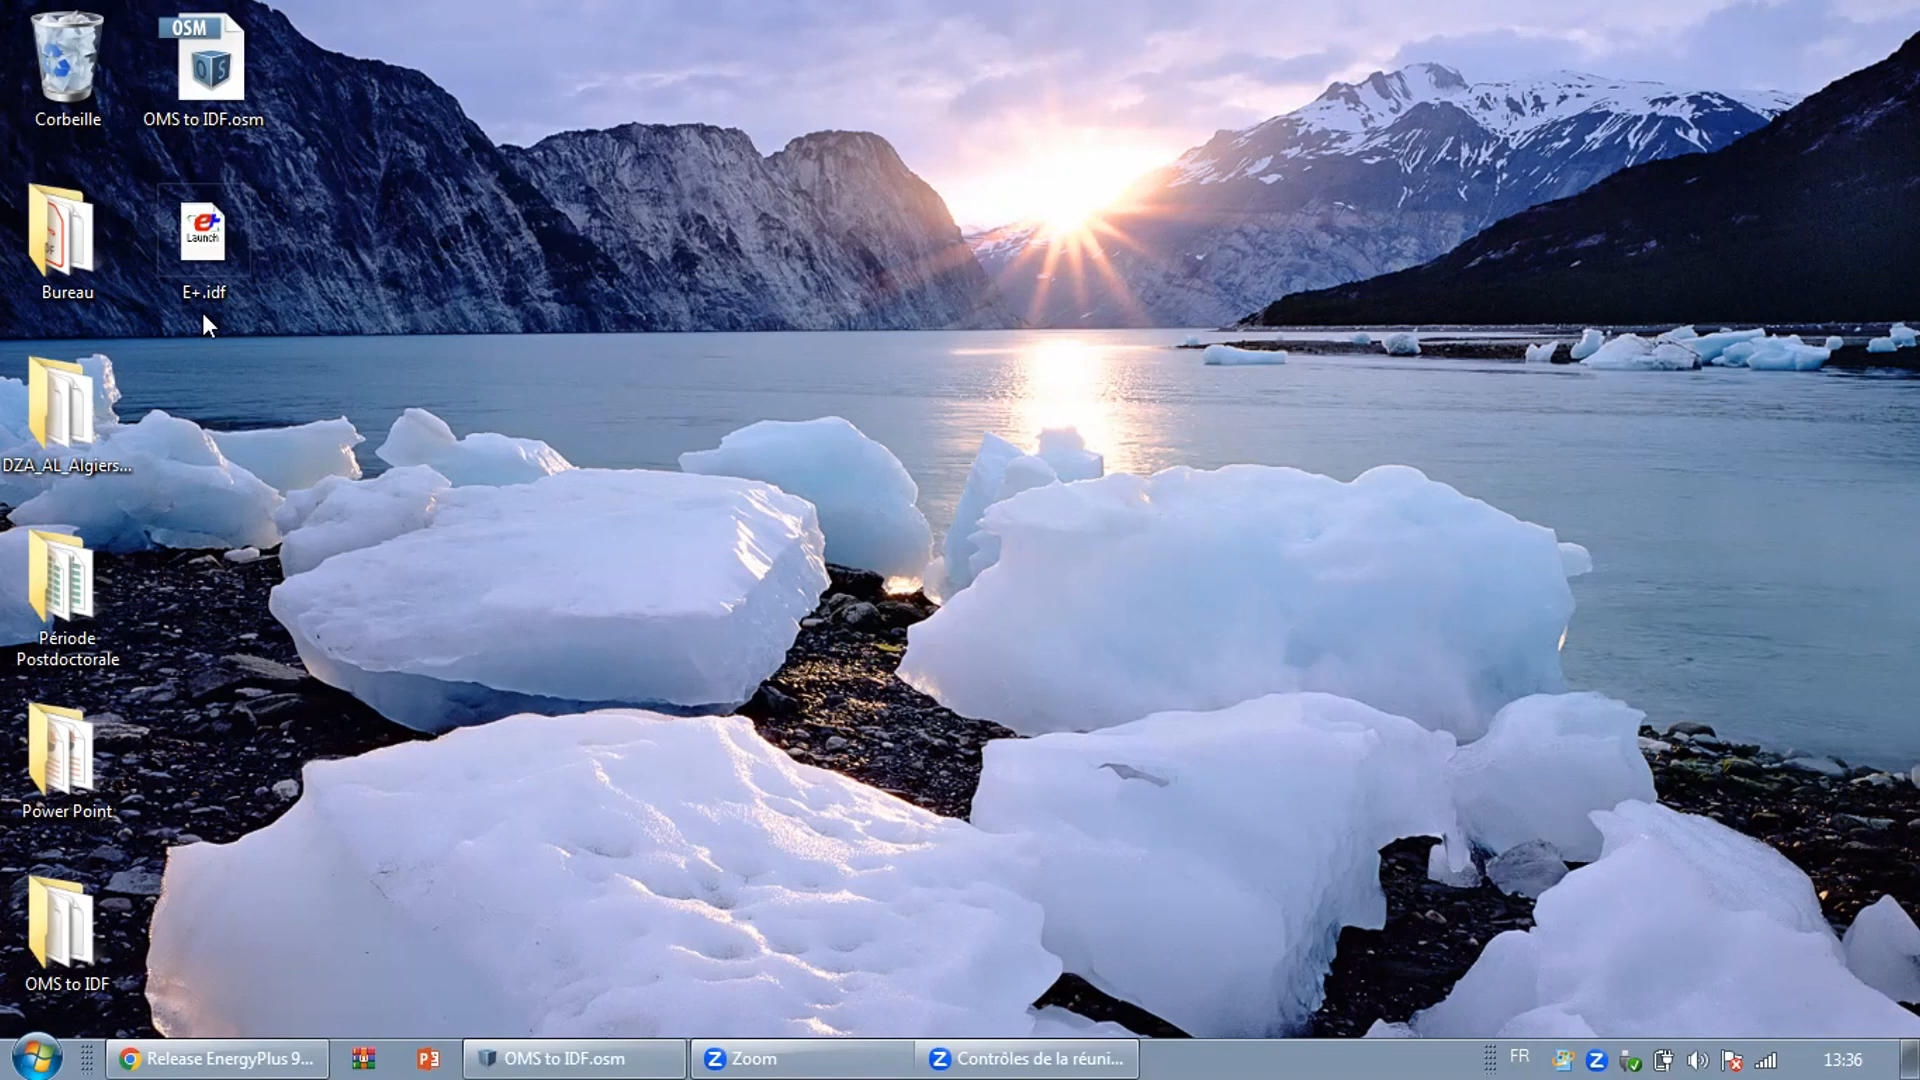 Corbeille
OSM
OS
OMS to IDF.osm
Bureau
e+
Launch
E+.idf
DZA_AL_Algiers...
Période
Postdoctorale
Power Point
OMS to IDF
Release EnergyPlus 9...
OMS to IDF.osm
Zoom
Contrôles de la réuni...
FR
13:36